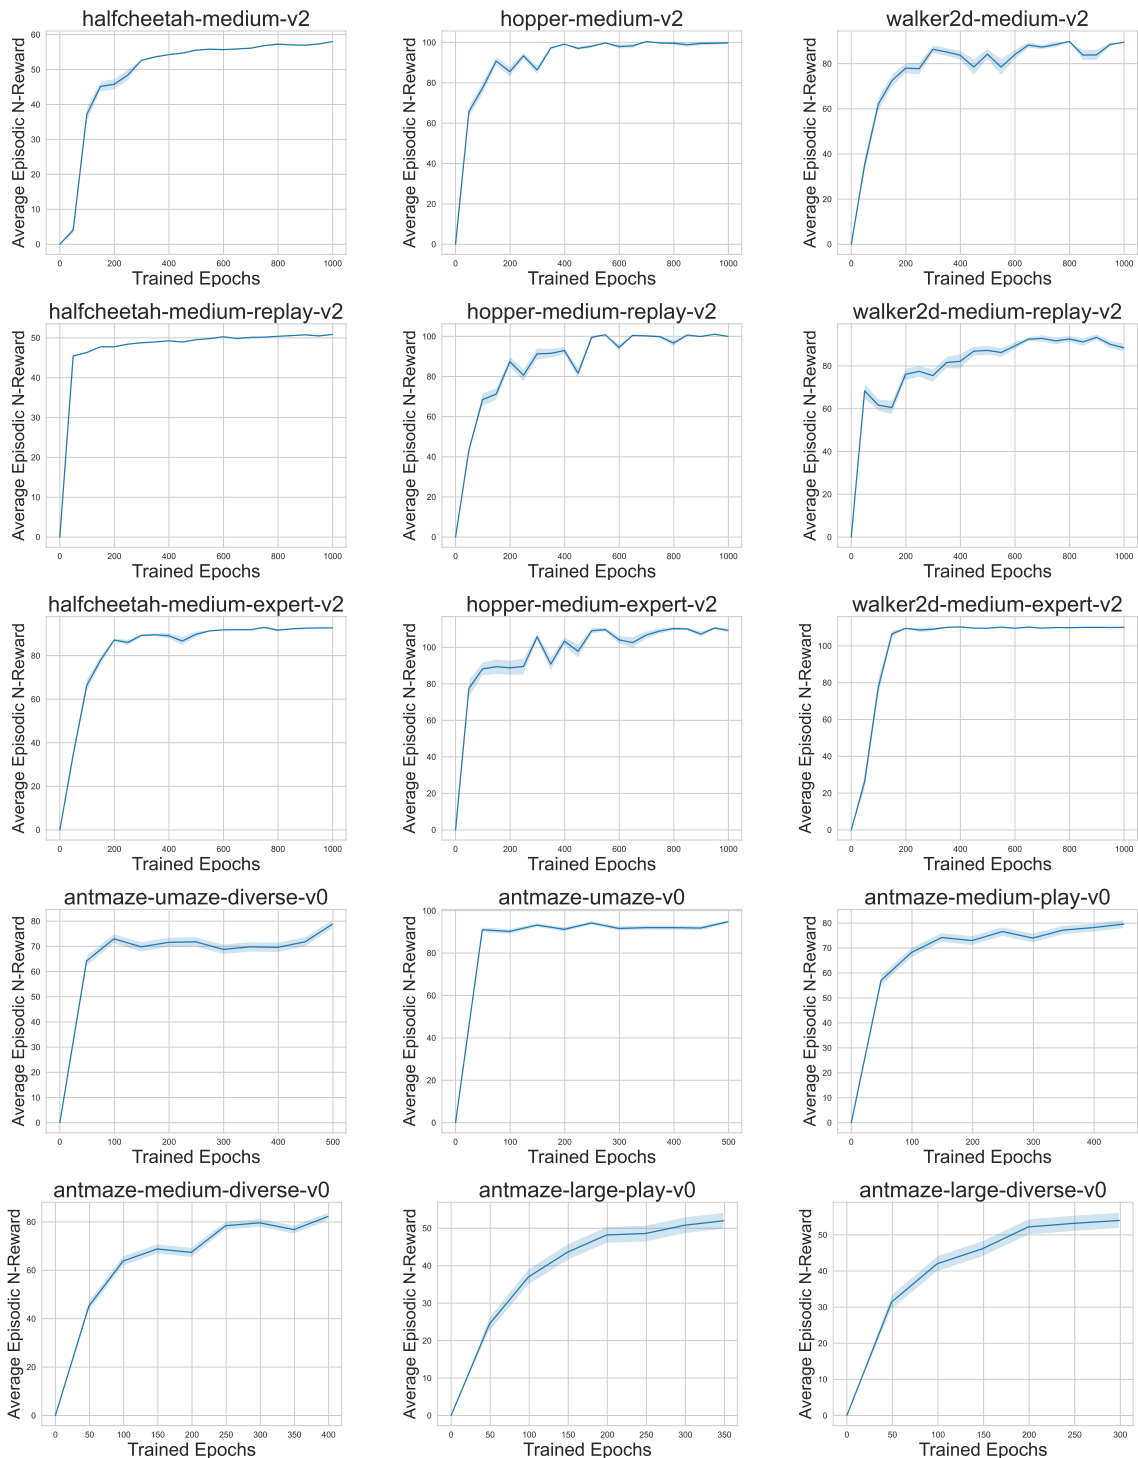 halfcheetah-medium-v2
Average Episodic N-Reward
60
50
40
30
20
10
0
0 200 400 600 800 1000
Trained Epochs
hopper-medium-v2
Average Episodic N-Reward
100
80
60
40
20
0
0 200 400 600 800 1000
Trained Epochs
walker2d-medium-v2
Average Episodic N-Reward
80
60
40
20
0
0 200 400 600 800 1000
Trained Epochs
halfcheetah-medium-replay-v2
Average Episodic N-Reward
50
40
30
20
10
0
0 200 400 600 800 1000
Trained Epochs
hopper-medium-replay-v2
Average Episodic N-Reward
100
80
60
40
20
0
0 200 400 600 800 1000
Trained Epochs
walker2d-medium-replay-v2
Average Episodic N-Reward
80
60
40
20
0
0 200 400 600 800 1000
Trained Epochs
halfcheetah-medium-expert-v2
Average Episodic N-Reward
80
60
40
20
0
0 200 400 600 800 1000
Trained Epochs
hopper-medium-expert-v2
Average Episodic N-Reward
100
80
60
40
20
0
0 200 400 600 800 1000
Trained Epochs
walker2d-medium-expert-v2
Average Episodic N-Reward
100
80
60
40
20
0
0 200 400 600 800 1000
Trained Epochs
antmaze-umaze-diverse-v0
Average Episodic N-Reward
80
70
60
50
40
30
20
10
0
0 100 200 300 400 500
Trained Epochs
antmaze-umaze-v0
Average Episodic N-Reward
100
80
60
40
20
0
0 100 200 300 400 500
Trained Epochs
antmaze-medium-play-v0
Average Episodic N-Reward
80
70
60
50
40
30
20
10
0
0 100 200 300 400
Trained Epochs
antmaze-medium-diverse-v0
Average Episodic N-Reward
80
60
40
20
0
0 50 100 150 200 250 300 350 400
Trained Epochs
antmaze-large-play-v0
Average Episodic N-Reward
50
40
30
20
10
0
0 50 100 150 200 250 300 350
Trained Epochs
antmaze-large-diverse-v0
Average Episodic N-Reward
50
40
30
20
10
0
0 50 100 150 200 250 300
Trained Epochs